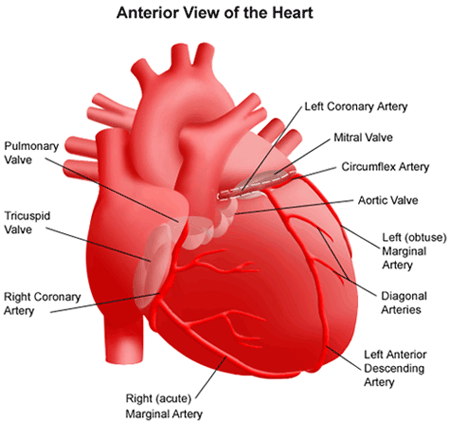 Anterior View of the Heart
Left Coronary Artery
Mitral Valve
Circumflex Artery
Aortic Valve
Left (obtuse)
Marginal
Artery
Diagonal
Arteries
Left Anterior
Descending
Artery
Pulmonary
Valve
Tricuspid
Valve
Right Coronary
Artery
Right (acute)
Marginal Artery